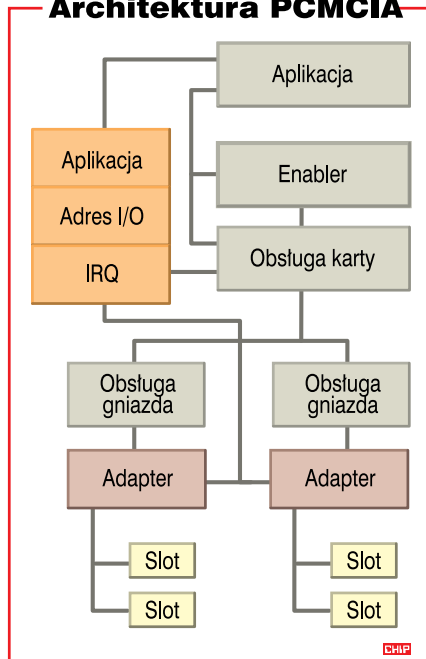 Architektura PCMCIA
Aplikacja
Aplikacja
Adres I/O
IRQ
Enabler
Obsługa karty
Obsługa
gniazda
Obsługa
gniazda
Adapter
Adapter
Slot
Slot
Slot
Slot
CHIP